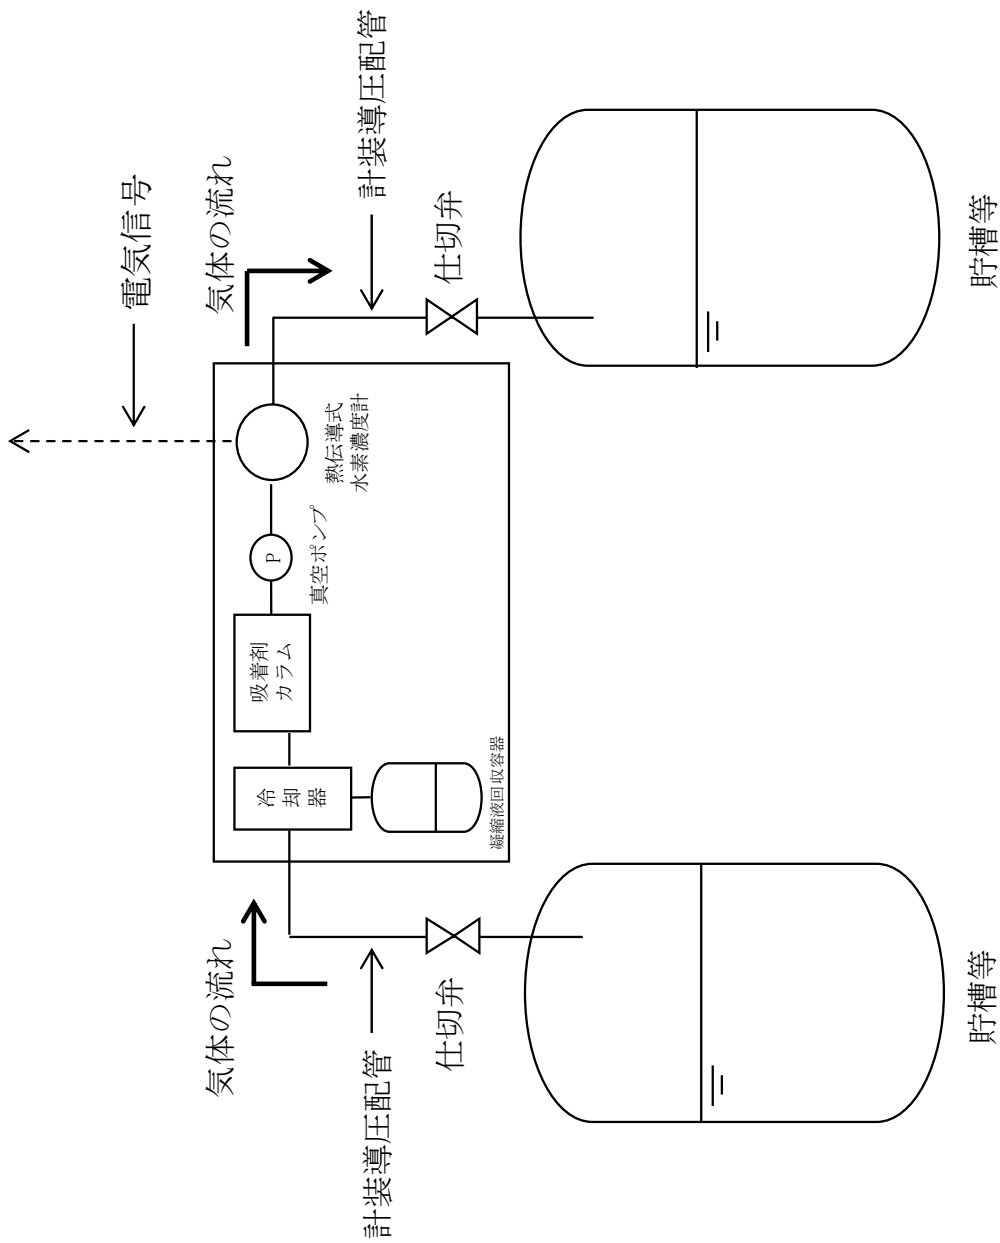 電気信号
気体の流れ
気体の流れ
計装導圧配管
計装導圧配管
仕切弁
仕切弁
冷
却
器
吸着剤
カラム
P
真空ポンプ
熱伝導式
水素濃度計
凝縮液回収容器
貯槽等
貯槽等